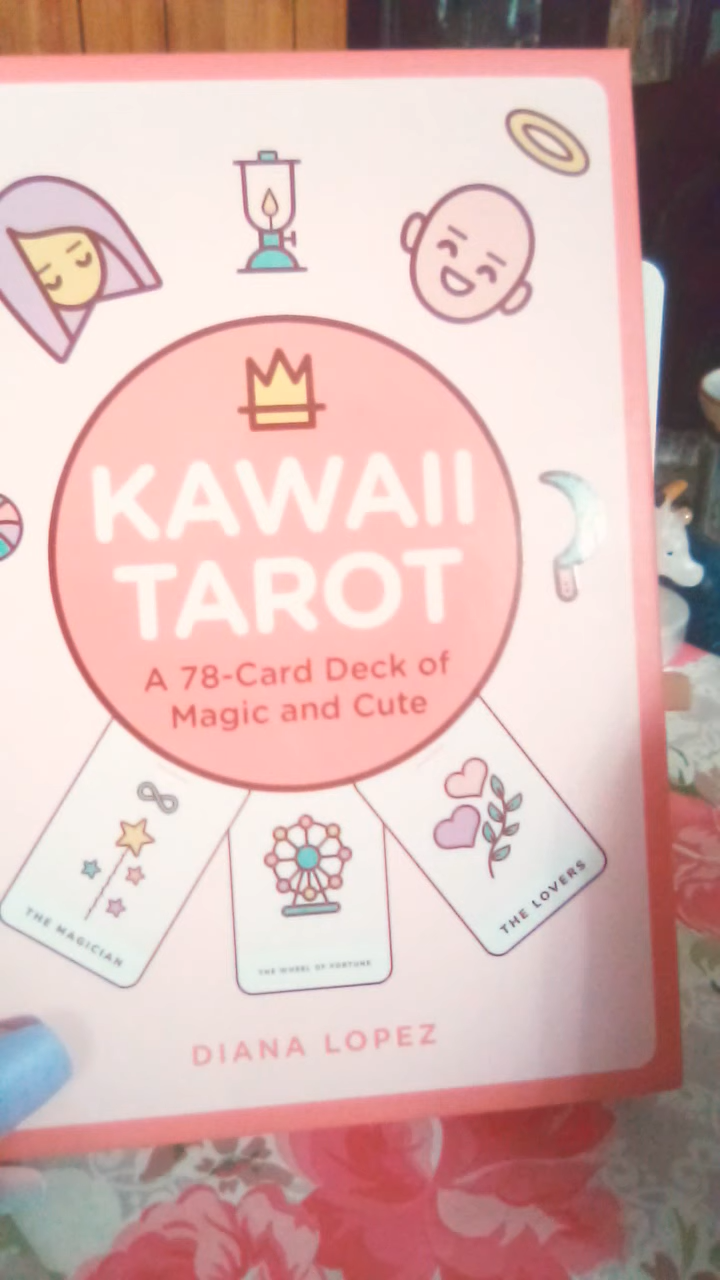 KAWAII
TAROT
A 78-Card Deck of
Magic and Cute
THE MAGICIAN
THE WHEEL OF FORTUNE
THE LOVERS
DIANA LOPEZ